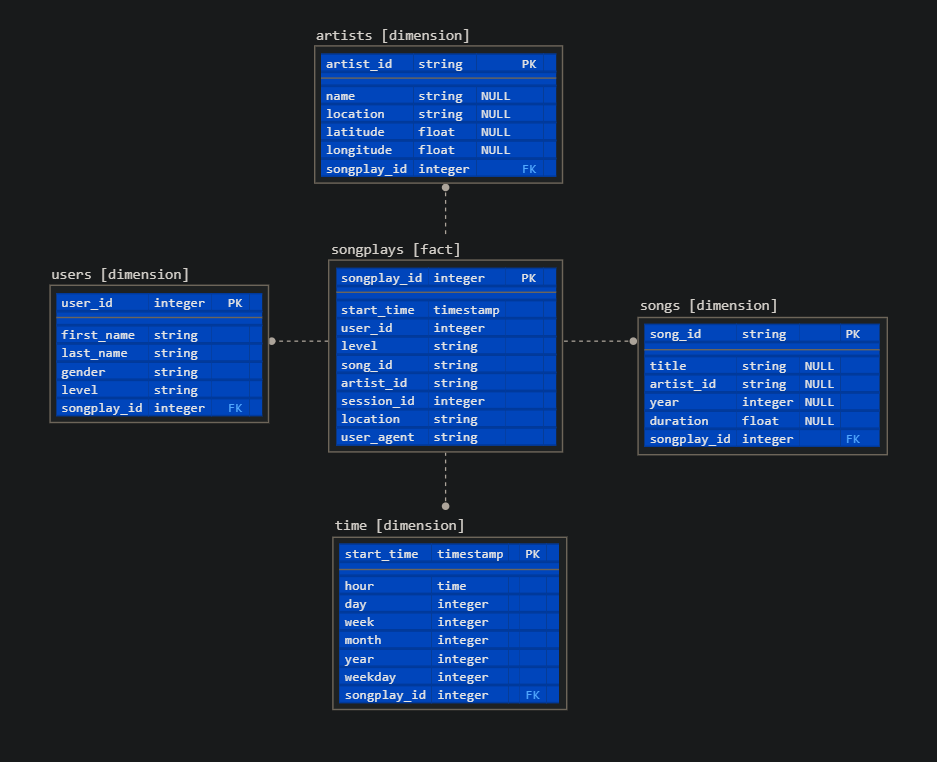 artists [dimension]
artist_id string PK
name string NULL
location string NULL
latitude float NULL
longitude float NULL
songplay_id integer FK
songplays [fact]
songplay_id integer PK
start_time timestamp
user_id integer
level string
song_id string
artist_id string
session_id integer
location string
user_agent string
users [dimension]
user_id integer PK
first_name string
last_name string
gender string
level string
songplay_id integer FK
songs [dimension]
song_id string PK
title string NULL
artist_id string NULL
year integer NULL
duration float NULL
songplay_id integer FK
time [dimension]
start_time timestamp PK
hour time
day integer
week integer
month integer
year integer
weekday integer
songplay_id integer FK